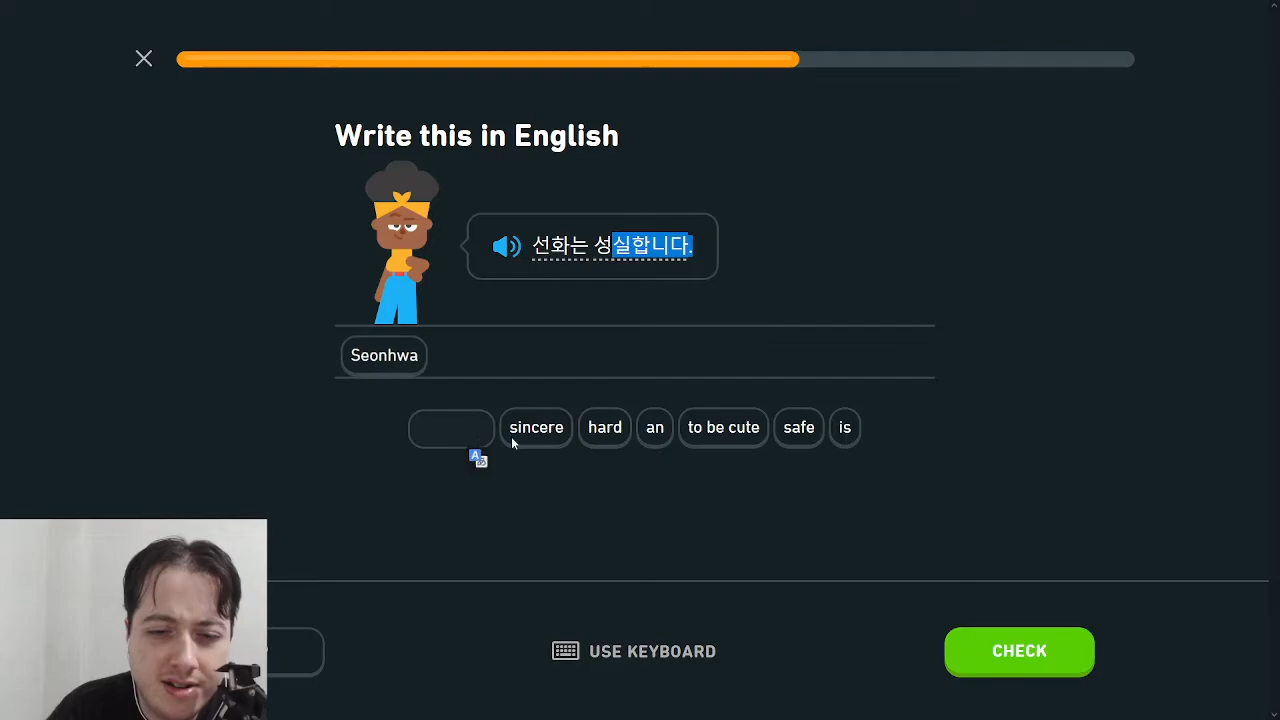 Write this in English
선화는 성실합니다.
Seonhwa
sincere hard an to be cute safe is
USE KEYBOARD CHECK